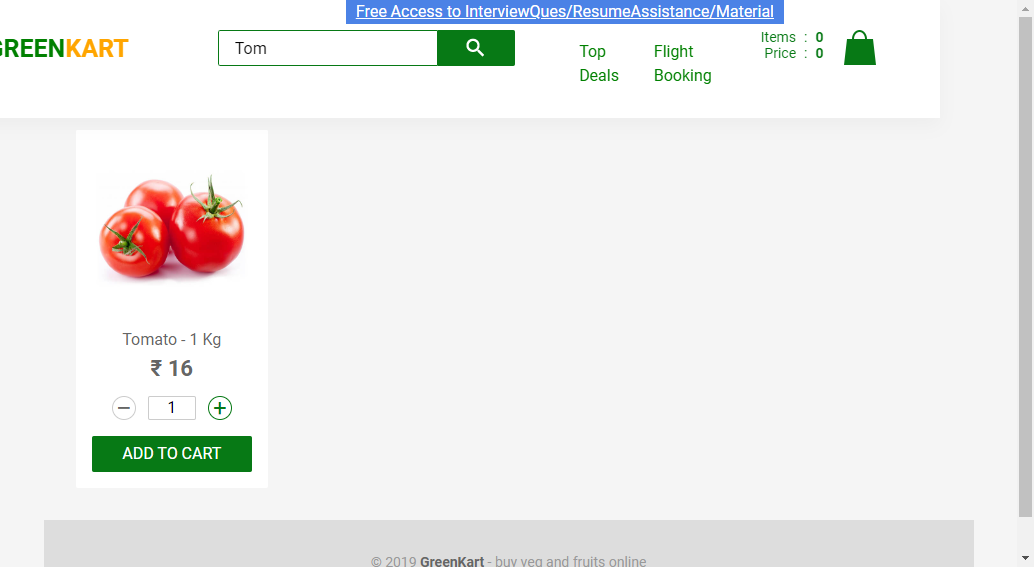 Free Access to InterviewQues/ResumeAssistance/Material
GREENKART
Tom
Top Deals
Flight Booking
Items : 0
Price : 0
Tomato - 1 Kg
₹ 16
1
ADD TO CART
© 2019 GreenKart - buy veg and fruits online